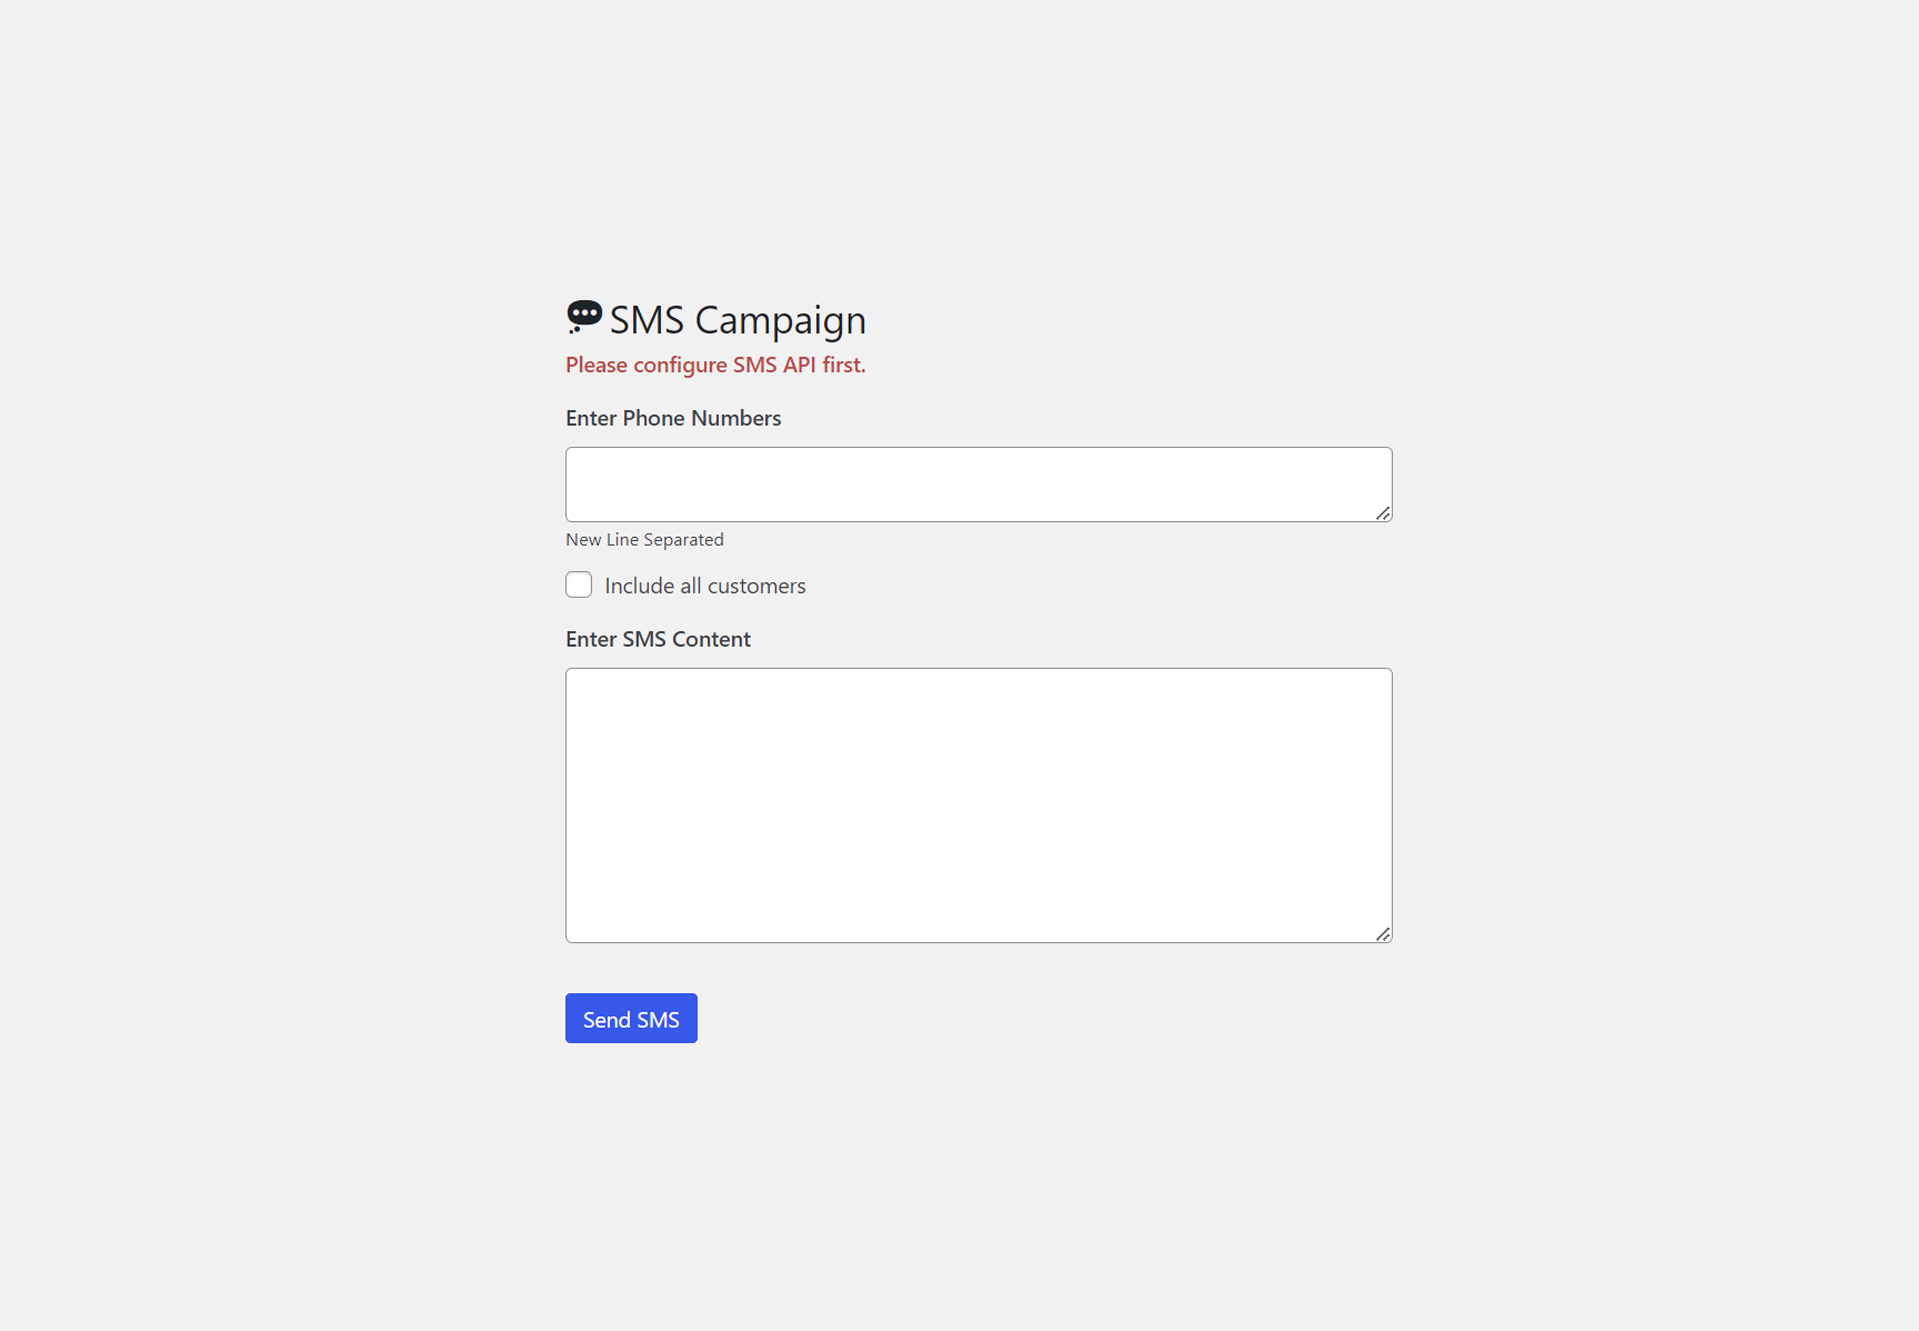 SMS Campaign
Please configure SMS API first.
Enter Phone Numbers
New Line Separated
Include all customers
Enter SMS Content
Send SMS